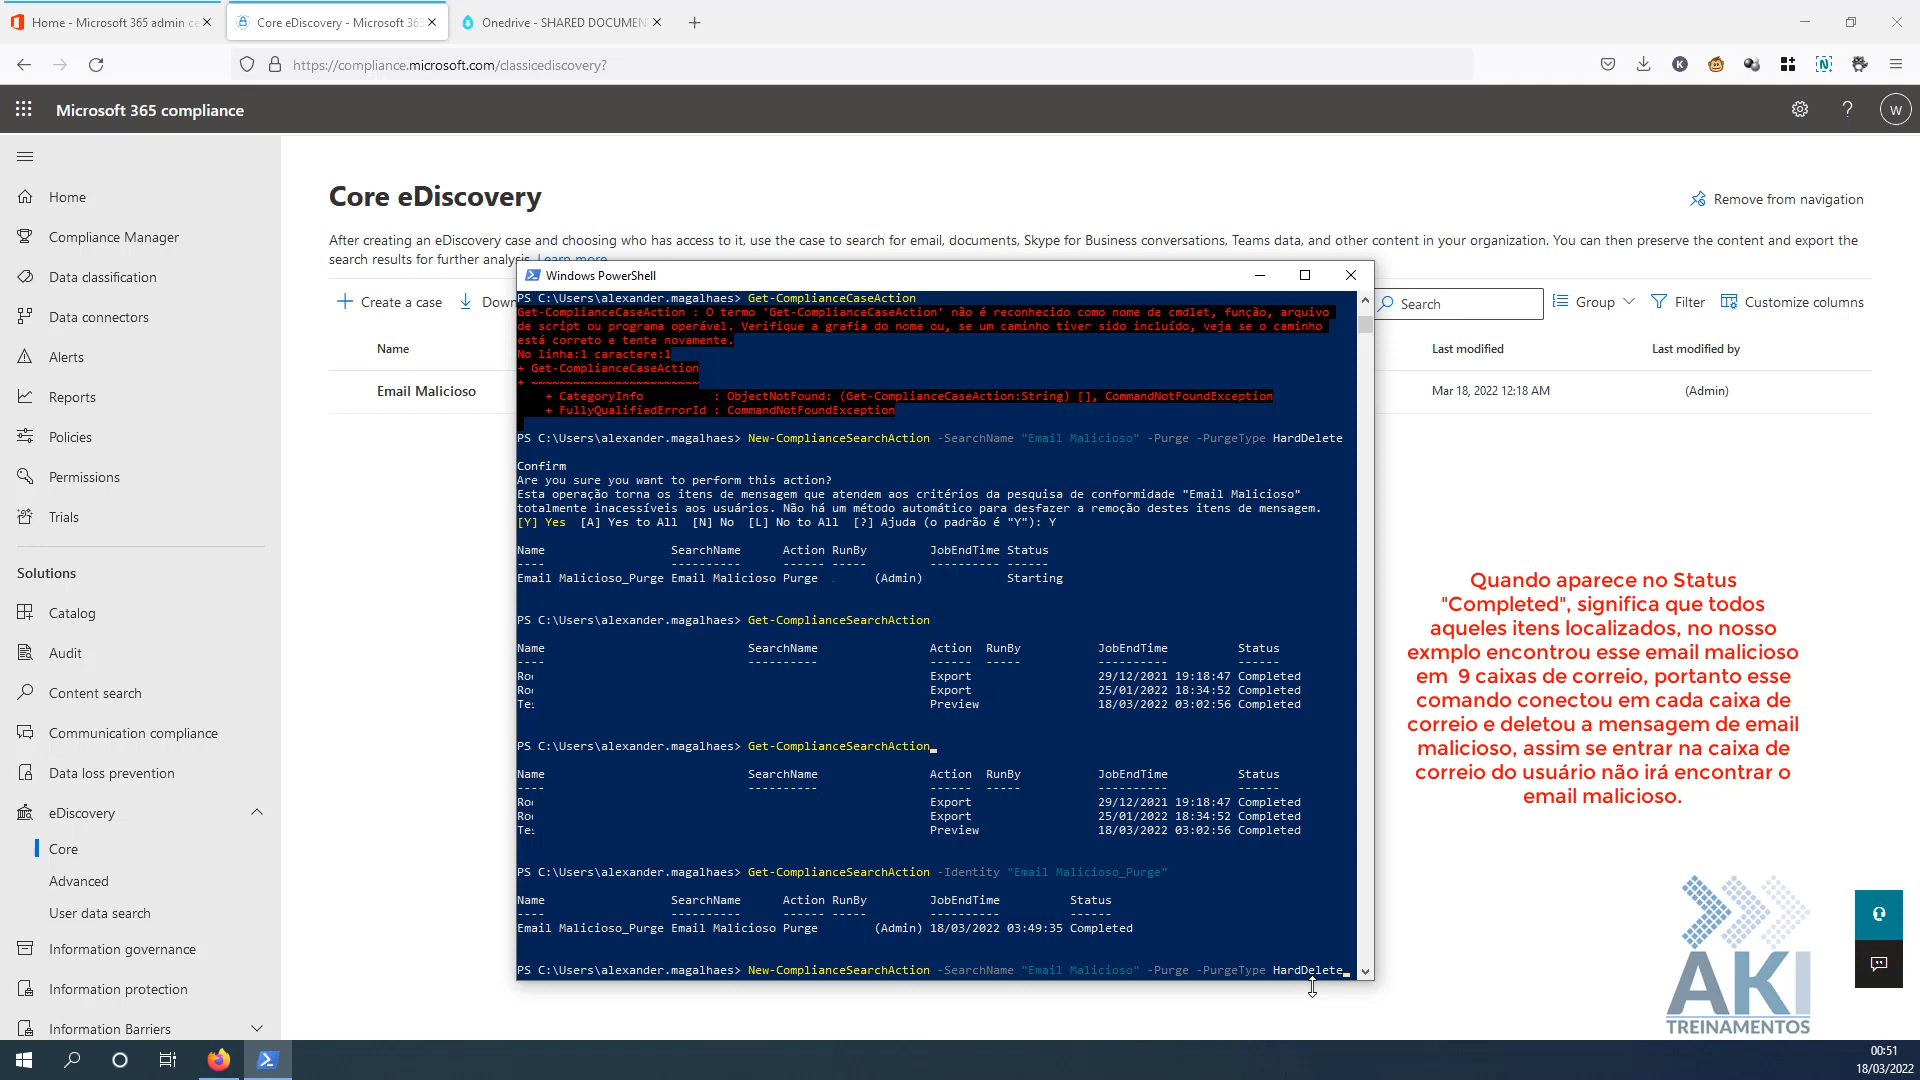 Home - Microsoft 365 admin ce
Core eDiscovery - Microsoft 365
Onedrive - SHARED DOCUMEN
https://compliance.microsoft.com/classicediscovery?
Microsoft 365 compliance
W
Home
Compliance Manager
Data classification
Data connectors
Alerts
Reports
Policies
Permissions
Trials
Solutions
Catalog
Audit
Content search
Communication compliance
Data loss prevention
eDiscovery
Core
Advanced
User data search
Information governance
Information protection
Information Barriers
Core eDiscovery
Remove from navigation
After creating an eDiscovery case and choosing who has access to it, use the case to search for email, documents, Skype for Business conversations, Teams data, and other content in your organization. You can then preserve the content and export the
search results for further analysis. Learn more
Create a case
Down
Search
Group
Filter
Customize columns
Name
Last modified
Last modified by
Email Malicioso
Mar 18, 2022 12:18 AM
(Admin)
Windows PowerShell
PS C:\Users\alexander.magalhaes> Get-ComplianceCaseAction
Get-ComplianceCaseAction : O termo 'Get-ComplianceCaseAction' não é reconhecido como nome de cmdlet, função, arquivo
de script ou programa operável. Verifique a grafia do nome ou, se um caminho tiver sido incluído, veja se o caminho
está correto e tente novamente.
No linha:1 caractere:1
+ Get-ComplianceCaseAction
+ ~~~~~~~~~~~~~~~~~~~~~~~~
+ CategoryInfo : ObjectNotFound: (Get-ComplianceCaseAction:String) [], CommandNotFoundException
+ FullyQualifiedErrorId : CommandNotFoundException
PS C:\Users\alexander.magalhaes> New-ComplianceSearchAction -SearchName "Email Malicioso" -Purge -PurgeType HardDelete
Confirm
Are you sure you want to perform this action?
Esta operação torna os itens de mensagem que atendem aos critérios da pesquisa de conformidade "Email Malicioso"
totalmente inacessíveis aos usuários. Não há um método automático para desfazer a remoção destes itens de mensagem.
[Y] Yes [A] Yes to All [N] No [L] No to All [?] Ajuda (o padrão é "Y"): Y
Name SearchName Action RunBy JobEndTime Status
---- ---------- ------ ----- ---------- ------
Email Malicioso_Purge Email Malicioso Purge (Admin) Starting
PS C:\Users\alexander.magalhaes> Get-ComplianceSearchAction
Name SearchName Action RunBy JobEndTime Status
---- ---------- ------ ----- ---------- ------
Export 29/12/2021 19:18:47 Completed
Export 25/01/2022 18:34:52 Completed
Preview 18/03/2022 03:02:56 Completed
PS C:\Users\alexander.magalhaes> Get-ComplianceSearchAction
Name SearchName Action RunBy JobEndTime Status
---- ---------- ------ ----- ---------- ------
Export 29/12/2021 19:18:47 Completed
Export 25/01/2022 18:34:52 Completed
Preview 18/03/2022 03:02:56 Completed
PS C:\Users\alexander.magalhaes> Get-ComplianceSearchAction -Identity "Email Malicioso_Purge"
Name SearchName Action RunBy JobEndTime Status
---- ---------- ------ ----- ---------- ------
Email Malicioso_Purge Email Malicioso Purge (Admin) 18/03/2022 03:49:35 Completed
PS C:\Users\alexander.magalhaes> New-ComplianceSearchAction -SearchName "Email Malicioso" -Purge -PurgeType HardDelete
Quando aparece no Status
"Completed", significa que todos
aqueles itens localizados, no nosso
exmplo encontrou esse email malicioso
em 9 caixas de correio, portanto esse
comando conectou em cada caixa de
correio e deletou a mensagem de email
malicioso, assim se entrar na caixa de
correio do usuário não irá encontrar o
email malicioso.
AKI
TREINAMENTOS
00:51
18/03/2022